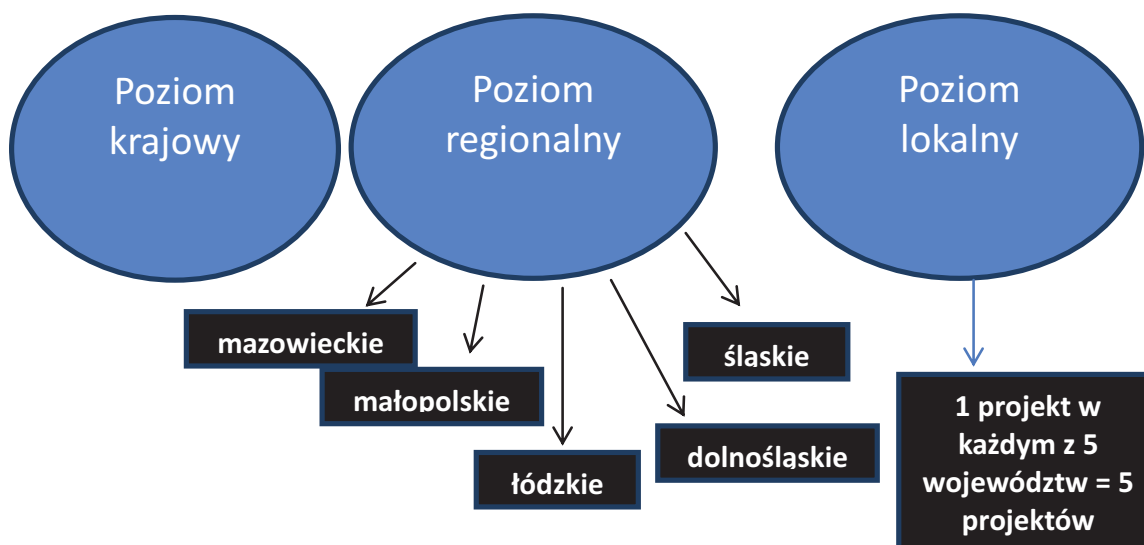 Poziom
krajowy
Poziom
regionalny
Poziom
lokalny
mazowieckie
małopolskie
łódzkie
dolnośląskie
śląskie
1 projekt w
każdym z 5
województw = 5
projektów